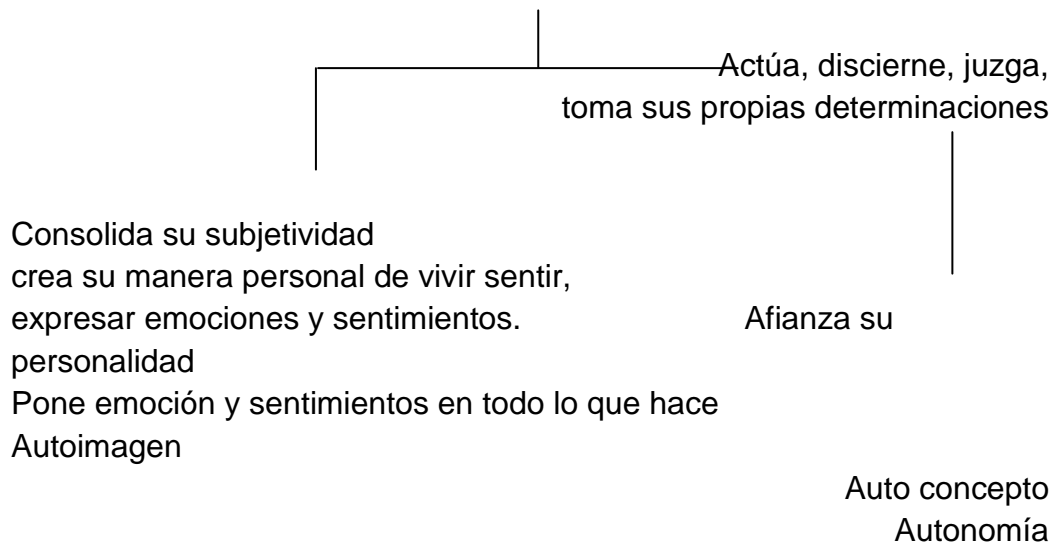 Actúa, discierne, juzga,
toma sus propias determinaciones
Consolida su subjetividad
crea su manera personal de vivir sentir,
expresar emociones y sentimientos. Afianza su
personalidad
Pone emoción y sentimientos en todo lo que hace
Autoimagen
Auto concepto
Autonomía